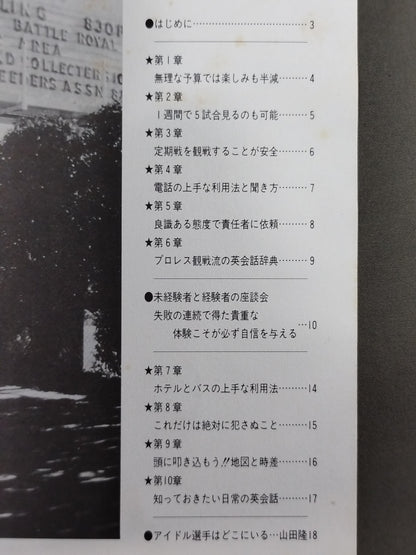 LING 830P
BATTLE ROYAL
AREA
D COLLECTER
EEDERS ASSN 8
●はじめに………………3
★第1章
無理な予算では楽しみも半減………4
★第2章
1週間で5試合見るのも可能………5
★第3章
定期戦を観戦することが安全………6
★第4章
電話の上手な利用法と聞き方………7
★第5章
良識ある態度で責任者に依頼………8
★第6章
プロレス観戦流の英会話辞典………9
●未経験者と経験者の座談会
失敗の連続で得た貴重な
体験こそが必ず自信を与える…10
★第7章
ホテルとバスの上手な利用法………14
★第8章
これだけは絶対に犯さぬこと………15
★第9章
頭に叩き込もう!!地図と時差………16
★第10章
知っておきたい日常の英会話………17
●アイドル選手はどこにいる…山田隆18